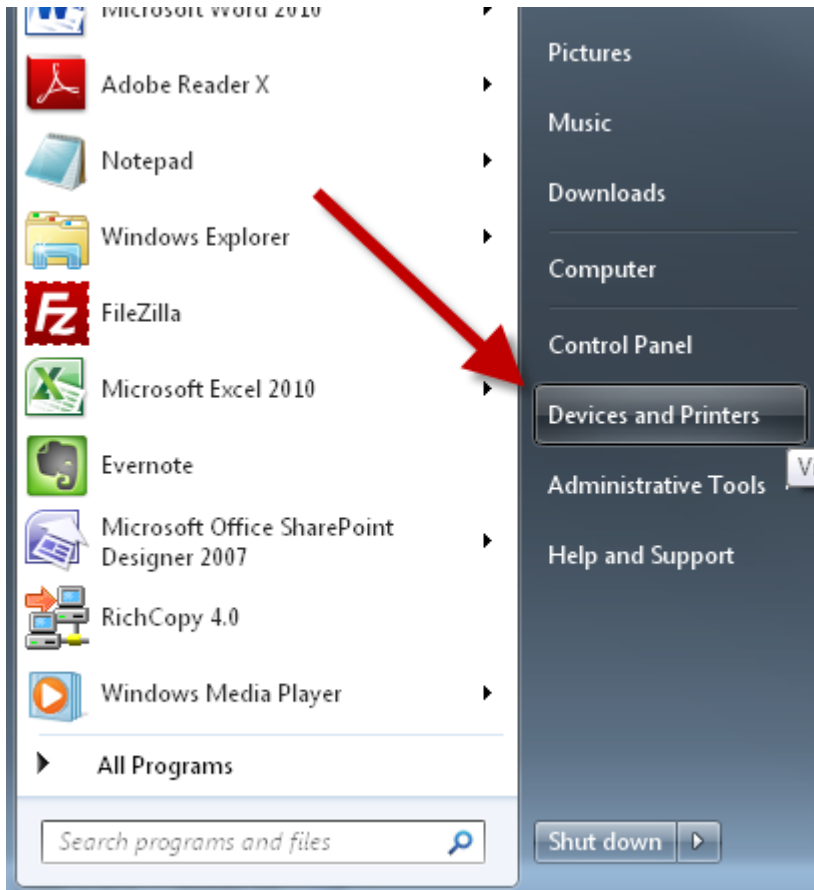 Microsoft Word 2010
Adobe Reader X
Notepad
Windows Explorer
FileZilla
Microsoft Excel 2010
Evernote
Microsoft Office SharePoint
Designer 2007
RichCopy 4.0
Windows Media Player
All Programs
Search programs and files
Pictures
Music
Downloads
Computer
Control Panel
Devices and Printers
Administrative Tools
Help and Support
Shut down